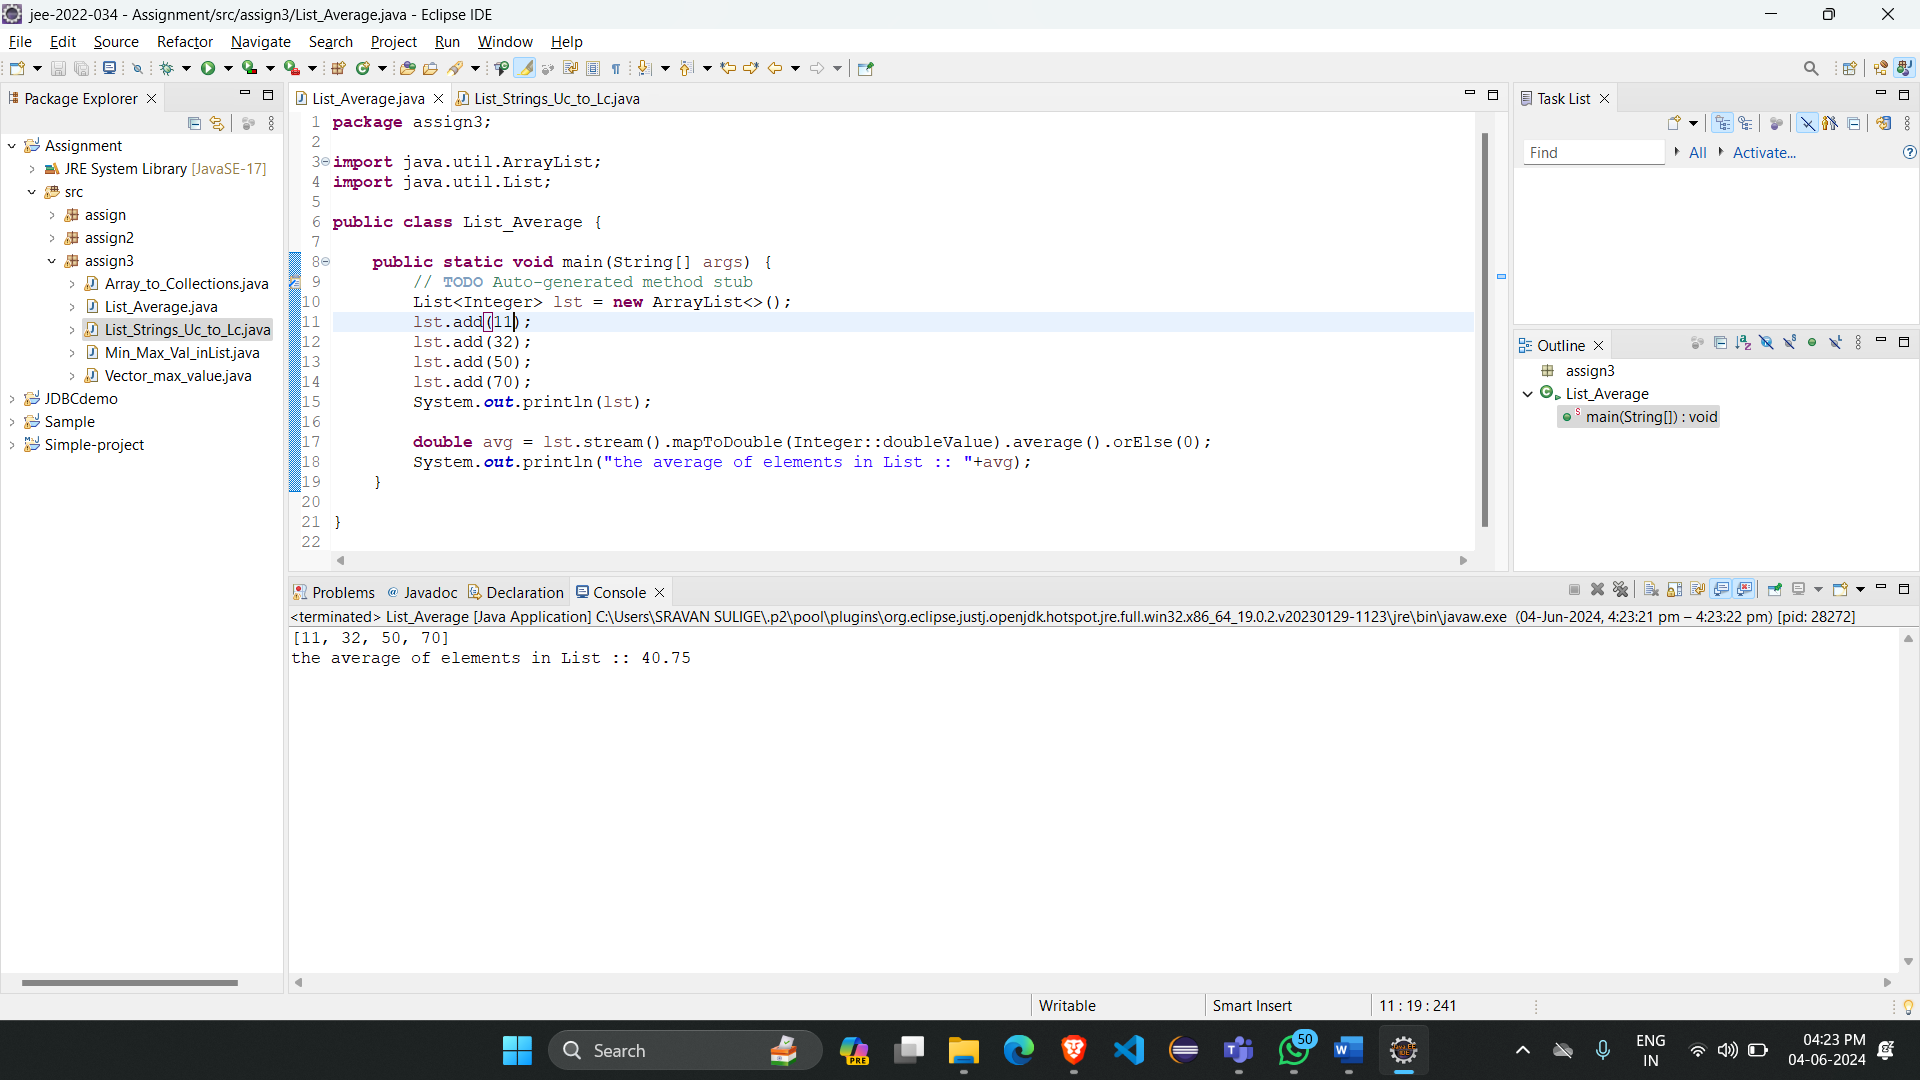 jee-2022-034 - Assignment/src/assign3/List_Average.java - Eclipse IDE
File Edit Source Refactor Navigate Search Project Run Window Help
Package Explorer
Assignment
JRE System Library [JavaSE-17]
src
assign
assign2
assign3
Array_to_Collections.java
List_Average.java
List_Strings_Uc_to_Lc.java
Min_Max_Val_inList.java
Vector_max_value.java
JDBCdemo
Sample
Simple-project
List_Average.java List_Strings_Uc_to_Lc.java
1 package assign3;
2
3 import java.util.ArrayList;
4 import java.util.List;
5
6 public class List_Average {
7
8 public static void main(String[] args) {
9 // TODO Auto-generated method stub
10 List<Integer> lst = new ArrayList<>();
11 lst.add(11);
12 lst.add(32);
13 lst.add(50);
14 lst.add(70);
15 System.out.println(lst);
16
17 double avg = lst.stream().mapToDouble(Integer::doubleValue).average().orElse(0);
18 System.out.println("the average of elements in List :: "+avg);
19 }
20
21 }
22
Task List
Find All Activate...
Outline
assign3
List_Average
main(String[]) : void
Problems @ Javadoc Declaration Console
<terminated> List_Average [Java Application] C:\Users\SRAVAN SULIGE\.p2\pool\plugins\org.eclipse.justj.openjdk.hotspot.jre.full.win32.x86_64_19.0.2.v20230129-1123\jre\bin\javaw.exe (04-Jun-2024, 4:23:21 pm – 4:23:22 pm) [pid: 28272]
[11, 32, 50, 70]
the average of elements in List :: 40.75
Writable Smart Insert 11 : 19 : 241
Search
PRE
50
ENG
IN
04:23 PM
04-06-2024